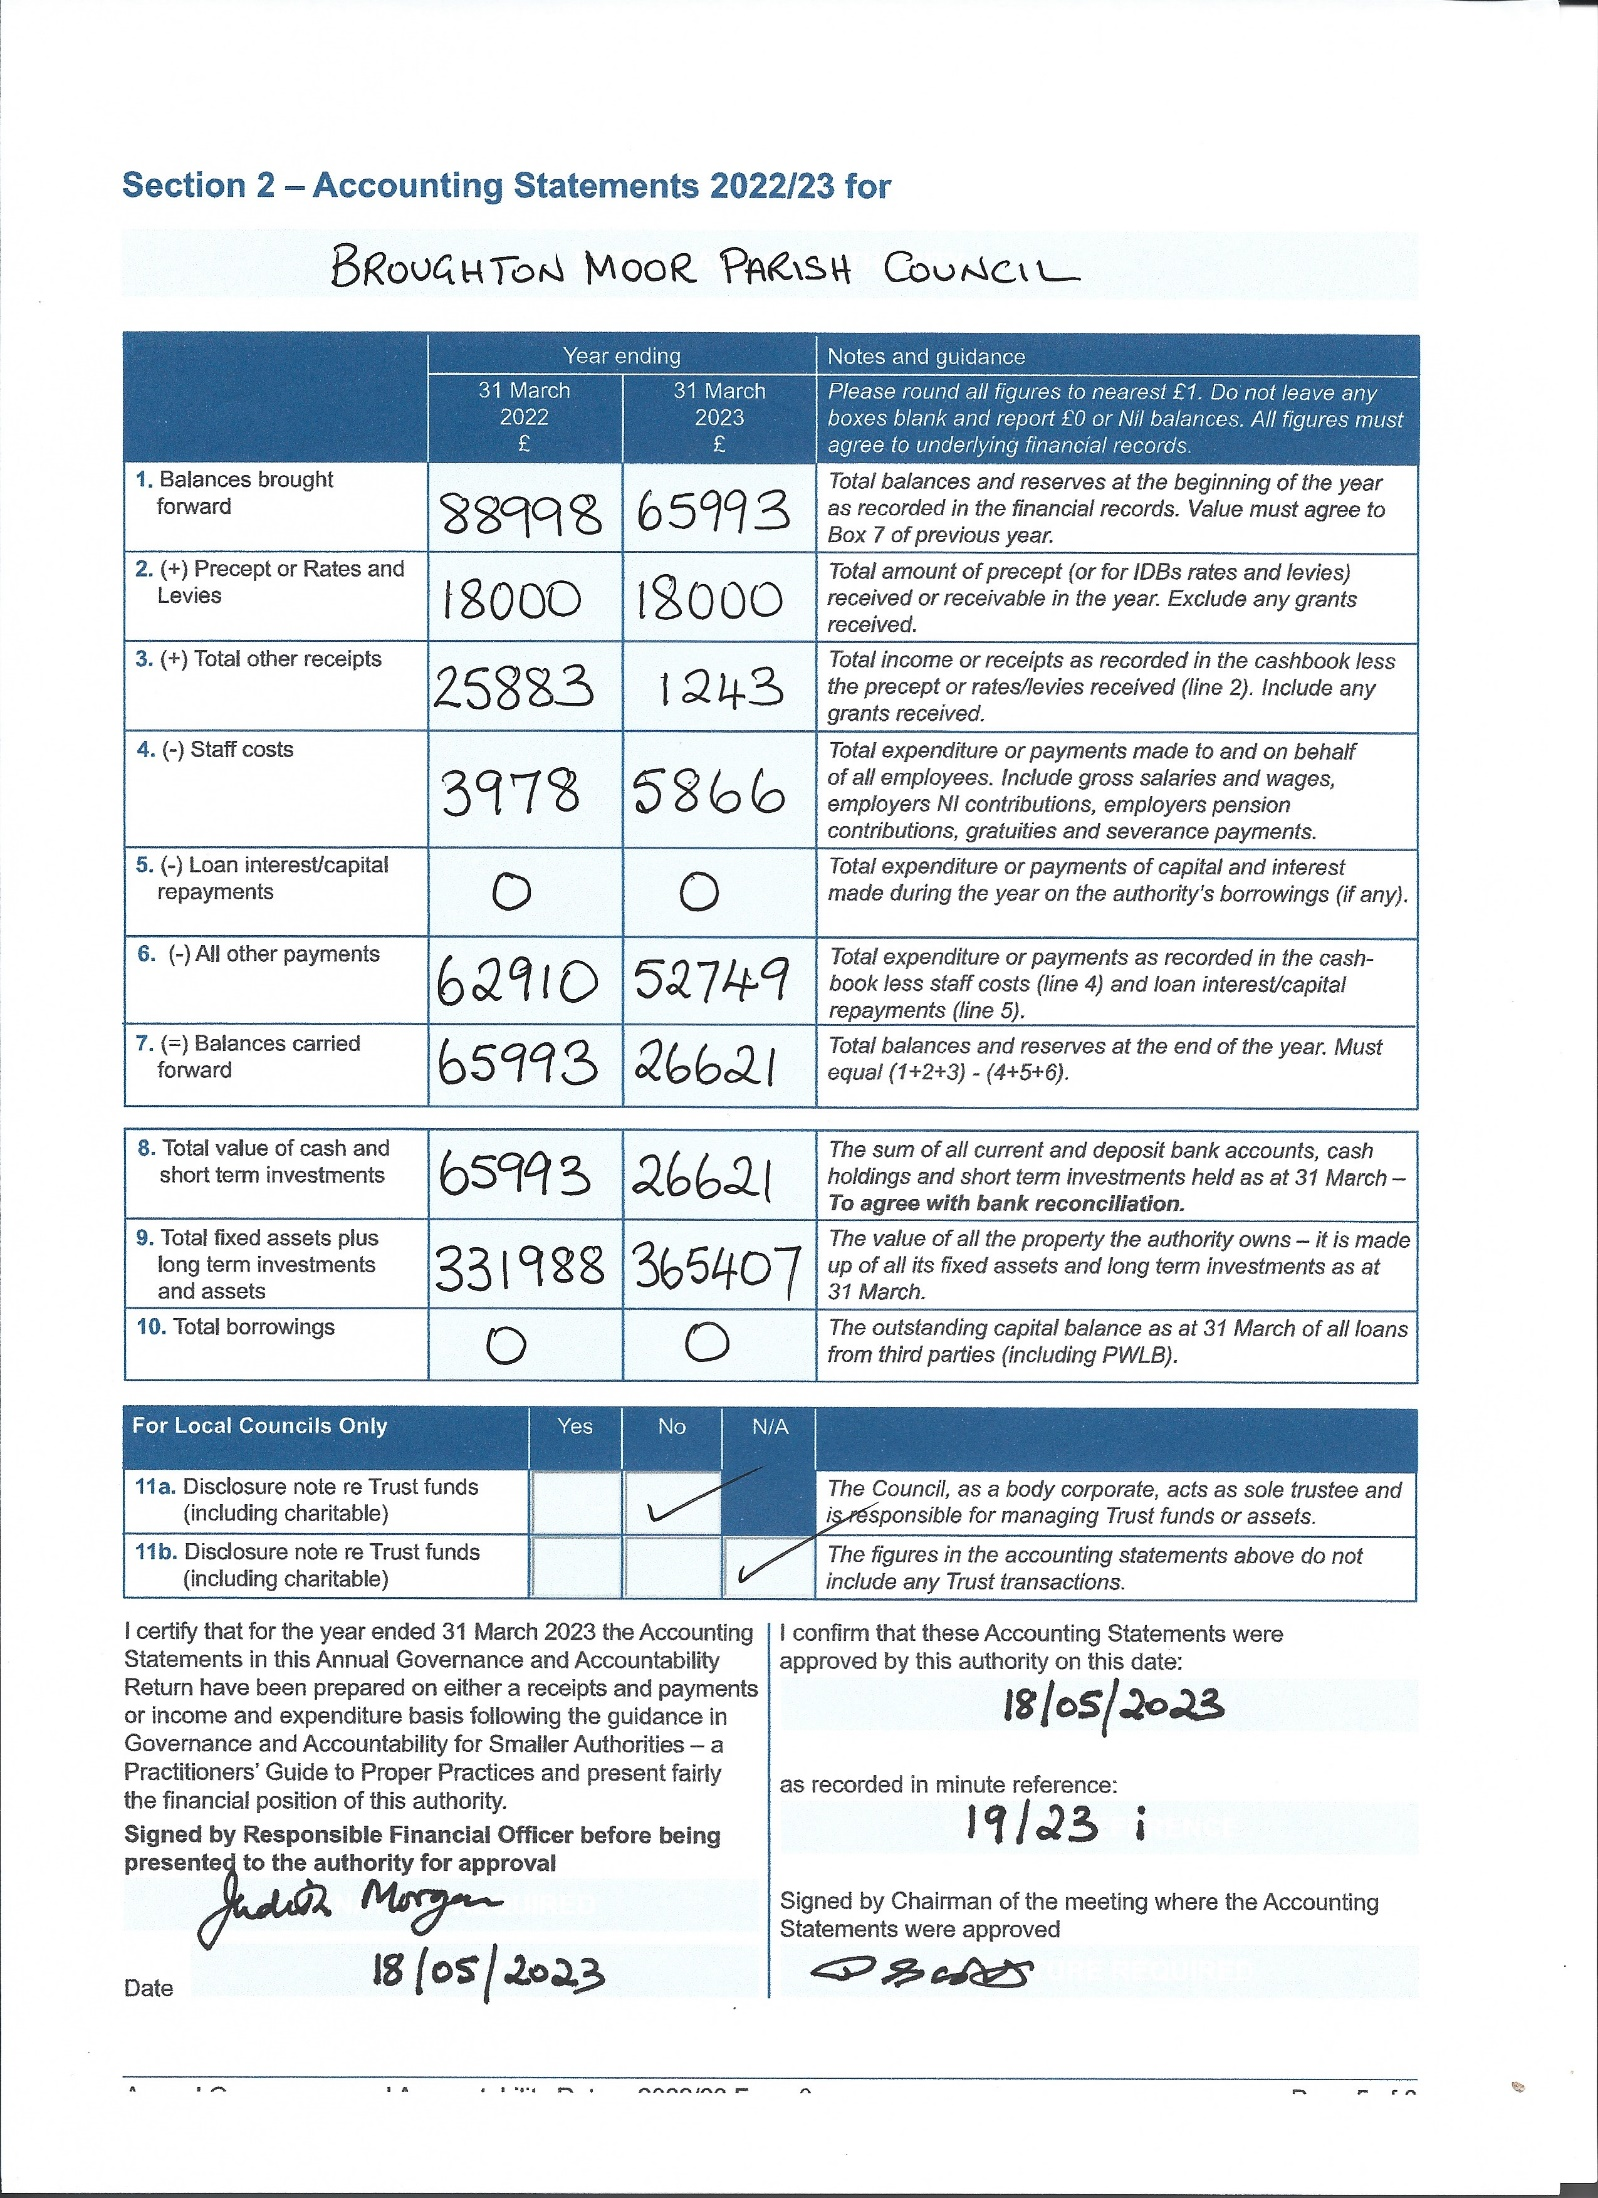 Section 2 – Accounting Statements 2022/23 for
BROUGHTON MOOR PARISH COUNCIL
Year ending
Notes and guidance
31 March
2022
£
31 March
2023
£
Please round all figures to nearest £1. Do not leave any
boxes blank and report £0 or Nil balances. All figures must
agree to underlying financial records.
1. Balances brought
forward
88998
65993
Total balances and reserves at the beginning of the year
as recorded in the financial records. Value must agree to
Box 7 of previous year.
2. (+) Precept or Rates and
Levies
18000
18000
Total amount of precept (or for IDBs rates and levies)
received or receivable in the year. Exclude any grants
received.
3. (+) Total other receipts
25883
1243
Total income or receipts as recorded in the cashbook less
the precept or rates/levies received (line 2). Include any
grants received.
4. (-) Staff costs
3978
5866
Total expenditure or payments made to and on behalf
of all employees. Include gross salaries and wages,
employers NI contributions, employers pension
contributions, gratuities and severance payments.
5. (-) Loan interest/capital
repayments
0
0
Total expenditure or payments of capital and interest
made during the year on the authority's borrowings (if any).
6. (-) All other payments
62910
52749
Total expenditure or payments as recorded in the cash-
book less staff costs (line 4) and loan interest/capital
repayments (line 5).
7. (=) Balances carried
forward
65993
26621
Total balances and reserves at the end of the year. Must
equal (1+2+3) - (4+5+6).
8. Total value of cash and
short term investments
65993
26621
The sum of all current and deposit bank accounts, cash
holdings and short term investments held as at 31 March –
To agree with bank reconciliation.
9. Total fixed assets plus
long term investments
and assets
331988
365407
The value of all the property the authority owns – it is made
up of all its fixed assets and long term investments as at
31 March.
10. Total borrowings
0
0
The outstanding capital balance as at 31 March of all loans
from third parties (including PWLB).
For Local Councils Only
Yes
No
N/A
11a. Disclosure note re Trust funds
(including charitable)
✓
The Council, as a body corporate, acts as sole trustee and
is responsible for managing Trust funds or assets.
11b. Disclosure note re Trust funds
(including charitable)
✓
The figures in the accounting statements above do not
include any Trust transactions.
I certify that for the year ended 31 March 2023 the Accounting
Statements in this Annual Governance and Accountability
Return have been prepared on either a receipts and payments
or income and expenditure basis following the guidance in
Governance and Accountability for Smaller Authorities – a
Practitioners' Guide to Proper Practices and present fairly
the financial position of this authority.
Signed by Responsible Financial Officer before being
presented to the authority for approval
Judith Morgan
Date
18/05/2023
I confirm that these Accounting Statements were
approved by this authority on this date:
18/05/2023
as recorded in minute reference:
19/23 i
Signed by Chairman of the meeting where the Accounting
Statements were approved